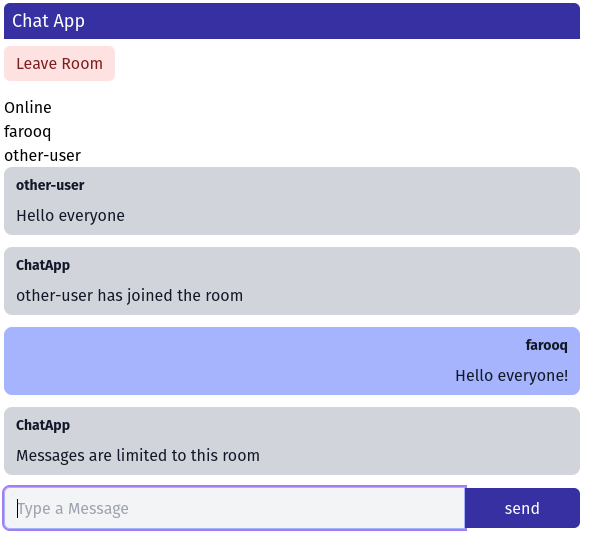 Chat App
Leave Room
Online
farooq
other-user
other-user
Hello everyone
ChatApp
other-user has joined the room
farooq
Hello everyone!
ChatApp
Messages are limited to this room
Type a Message
send